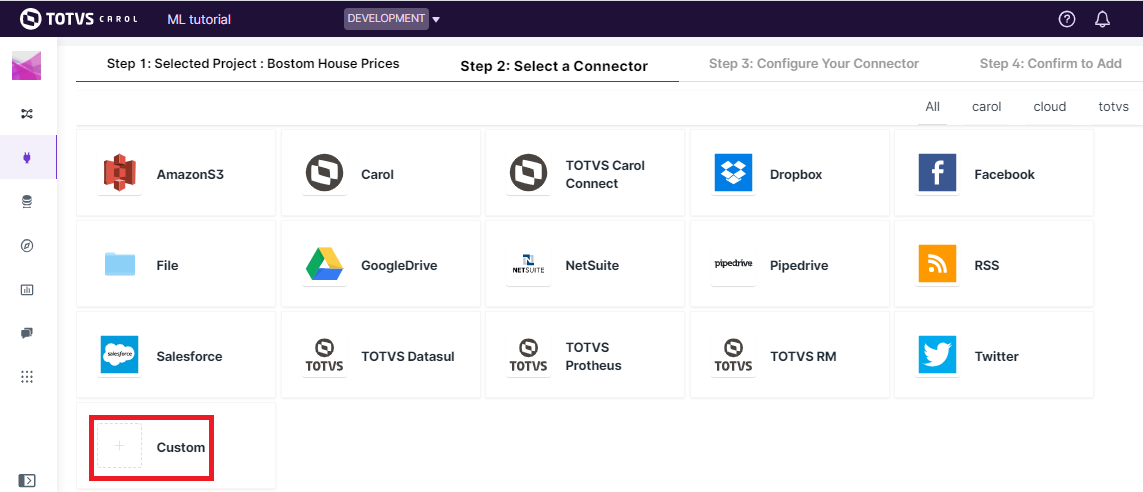 TOTVS CAROL ML tutorial DEVELOPMENT
Step 1: Selected Project : Bostom House Prices Step 2: Select a Connector Step 3: Configure Your Connector Step 4: Confirm to Add
All carol cloud totvs
AmazonS3
Carol
TOTVS Carol
Connect
Dropbox
Facebook
File
GoogleDrive
NETSUITE
NetSuite
pipedrive
Pipedrive
RSS
salesforce
Salesforce
TOTVS
TOTVS Datasul
TOTVS
TOTVS
Protheus
TOTVS
TOTVS RM
Twitter
Custom